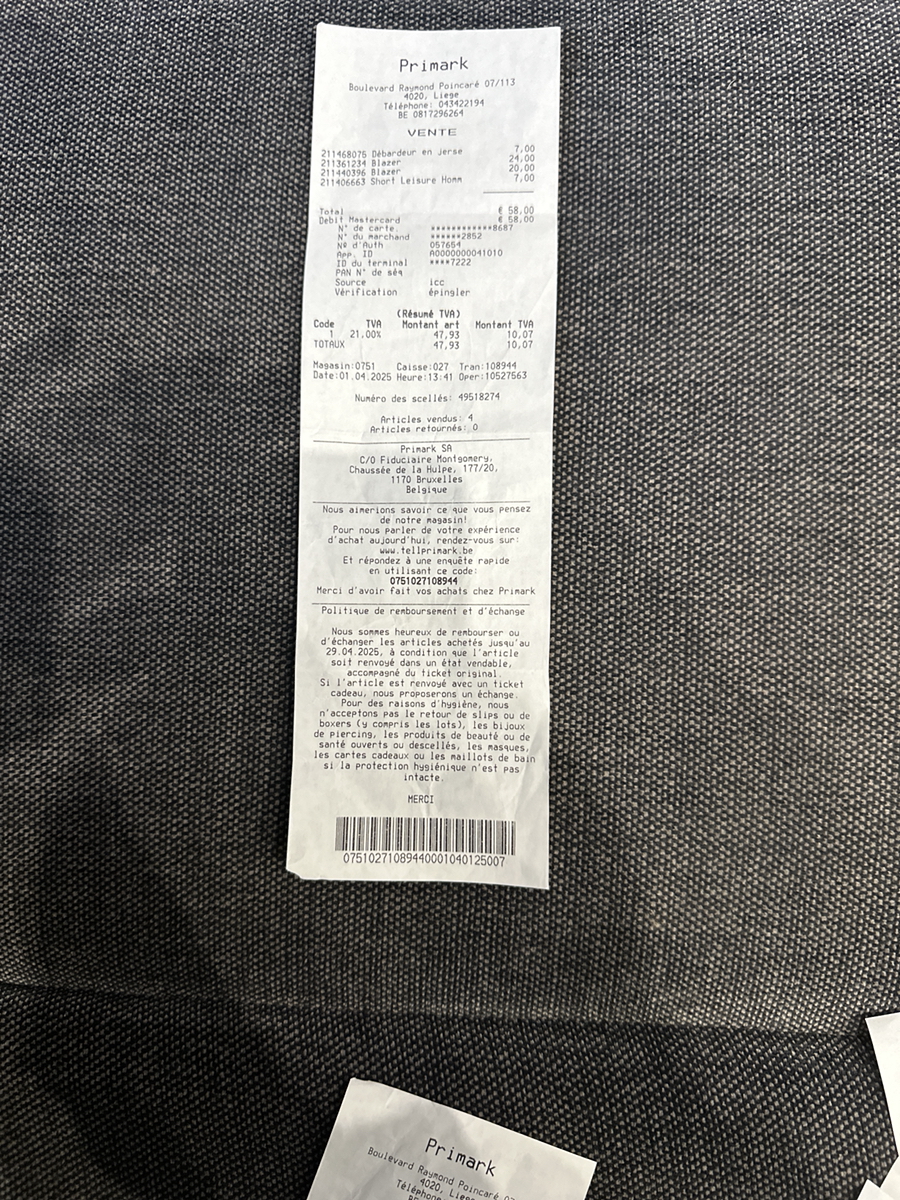 Primark
Boulevard Raymond Poincaré 07/113
4020, Liege
Téléphone: 043422194
BE 0817296264
VENTE
211468075 Débardeur en jerse 7,00
211361234 Blazer 24,00
211440396 Blazer 20,00
211406663 Short Leisure Homm 7,00
Total € 58,00
Debit Mastercard € 58,00
N° de carte. ************8687
N° du marchand ******2852
Nº d'Auth 057654
App. ID A0000000041010
ID du terminal ****7222
PAN N° de séq
Source icc
Vérification épingler
(Résumé TVA)
Code TVA Montant art Montant TVA
1 21.00% 47,93 10,07
TOTAUX 47,93 10,07
Magasin:0751 Caisse:027 Tran:108944
Date:01.04.2025 Heure:13:41 Oper:10527563
Numéro des scellés: 49518274
Articles vendus: 4
Articles retournés: 0
Primark SA
C/O Fiduciaire Montgomery,
Chaussée de la Hulpe, 177/20,
1170 Bruxelles
Belgique
Nous aimerions savoir ce que vous pensez
de notre magasin!
Pour nous parler de votre expérience
d'achat aujourd'hui, rendez-vous sur:
www.tellprimark.be
Et répondez à une enquête rapide
en utilisant ce code:
0751027108944
Merci d'avoir fait vos achats chez Primark
Politique de remboursement et d'échange
Nous sommes heureux de rembourser ou
d'échanger les articles achetés jusqu'au
29.04.2025, à condition que l'article
soit renvoyé dans un état vendable,
accompagné du ticket original.
Si l'article est renvoyé avec un ticket
cadeau, nous proposerons un échange.
Pour des raisons d'hygiène, nous
n'acceptons pas le retour de slips ou de
boxers (y compris les lots), les bijoux
de piercing, les produits de beauté ou de
santé ouverts ou descellés, les masques,
les cartes cadeaux ou les maillots de bain
si la protection hygiénique n'est pas
intacte.
MERCI
0751027108944000104012​5007
Primark
Boulevard Raymond Poincaré 07
4020, Lieg
Téléphone